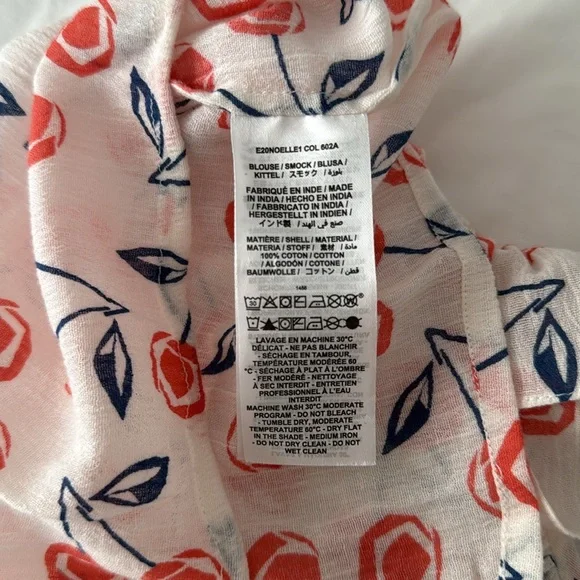 E20NOELLE1 COL 602A
BLOUSE / SMOCK / BLUSA /
KITTEL / スモック / بلوزة /
FABRIQUÉ EN INDE / MADE
IN INDIA / HECHO EN INDIA
/ FABBRICATO IN INDIA /
HERGESTELLT IN INDIEN /
インド製 / صنع في الهند /
MATIÈRE / SHELL / MATERIAL /
MATERIA / STOFF / 素材 / مادة
100% COTON / COTTON
/ ALGODÓN / COTONE /
BAUMWOLLE / コットン / قطن
1486
30
LAVAGE EN MACHINE 30°C
DÉLICAT - NE PAS BLANCHIR
- SÉCHAGE EN TAMBOUR,
TEMPÉRATURE MODÉRÉE 60
°C - SÉCHAGE À PLAT À L'OMBRE
- FER MODÉRÉ - NETTOYAGE
À SEC INTERDIT - ENTRETIEN
PROFESSIONNEL À L'EAU
INTERDIT
MACHINE WASH 30°C MODERATE
PROGRAM - DO NOT BLEACH
- TUMBLE DRY, MODERATE
TEMPERATURE 60°C - DRY FLAT
IN THE SHADE - MEDIUM IRON
- DO NOT DRY CLEAN - DO NOT
WET CLEAN